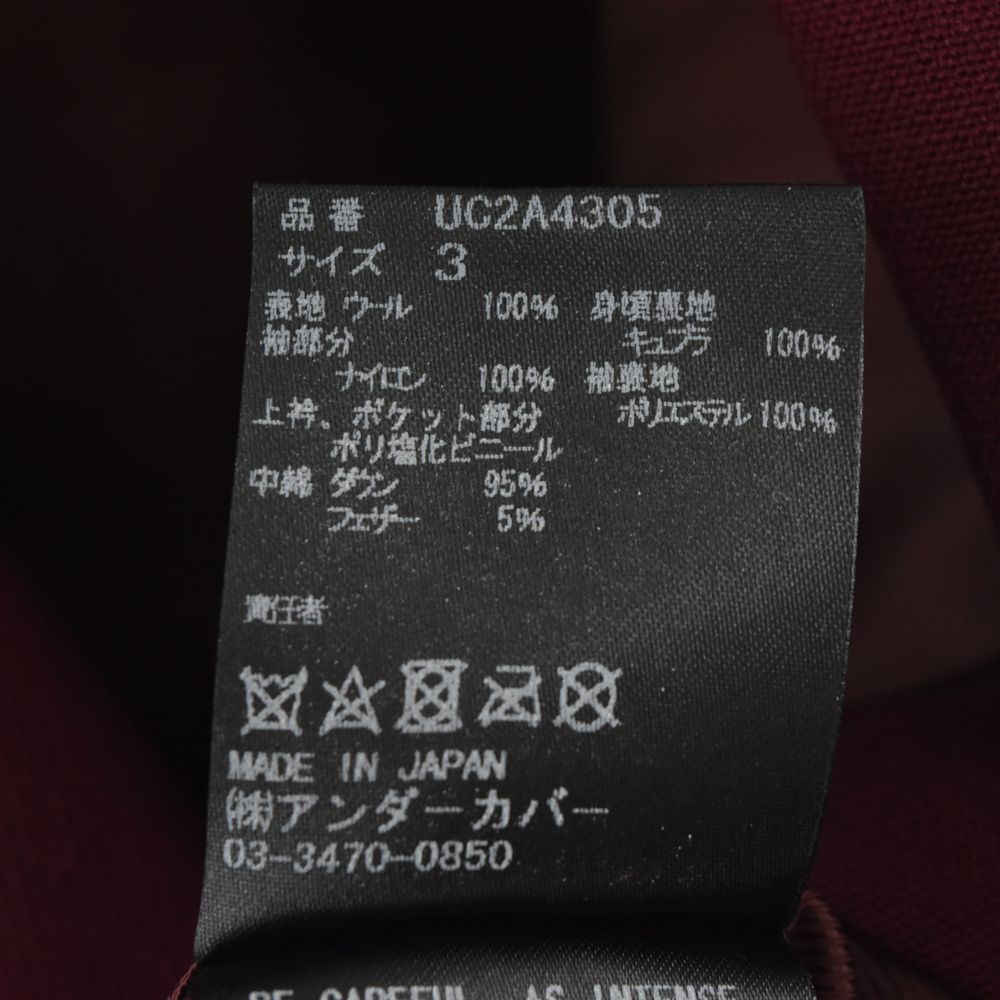 品番 UC2A4305
サイズ 3
表地 ウール 100%
袖部分
ナイロン 100%
上衿、ポケット部分
ポリ塩化ビニール
中綿 ダウン 95%
フェザー 5%
身頃裏地
キュプラ 100%
袖裏地
ポリエステル 100%
責任者
MADE IN JAPAN
(株)アンダーカバー
03-3470-0850
BE CAREFUL AS INTENSE